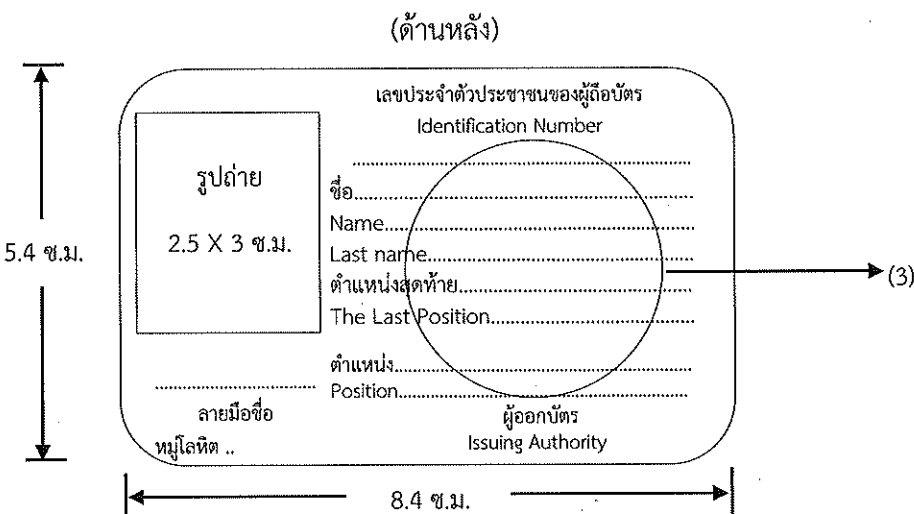 (ด้านหลัง)
เลขประจำตัวประชาชนของผู้ถือบัตร
Identification Number
รูปถ่าย
2.5 X 3 ซ.ม.
ชื่อ
Name
Last name
ตำแหน่งสุดท้าย
The Last Position
ตำแหน่ง
Position
ลายมือชื่อ
หมู่โลหิต ..
ผู้ออกบัตร
Issuing Authority
5.4 ซ.ม.
(3)
8.4 ซ.ม.